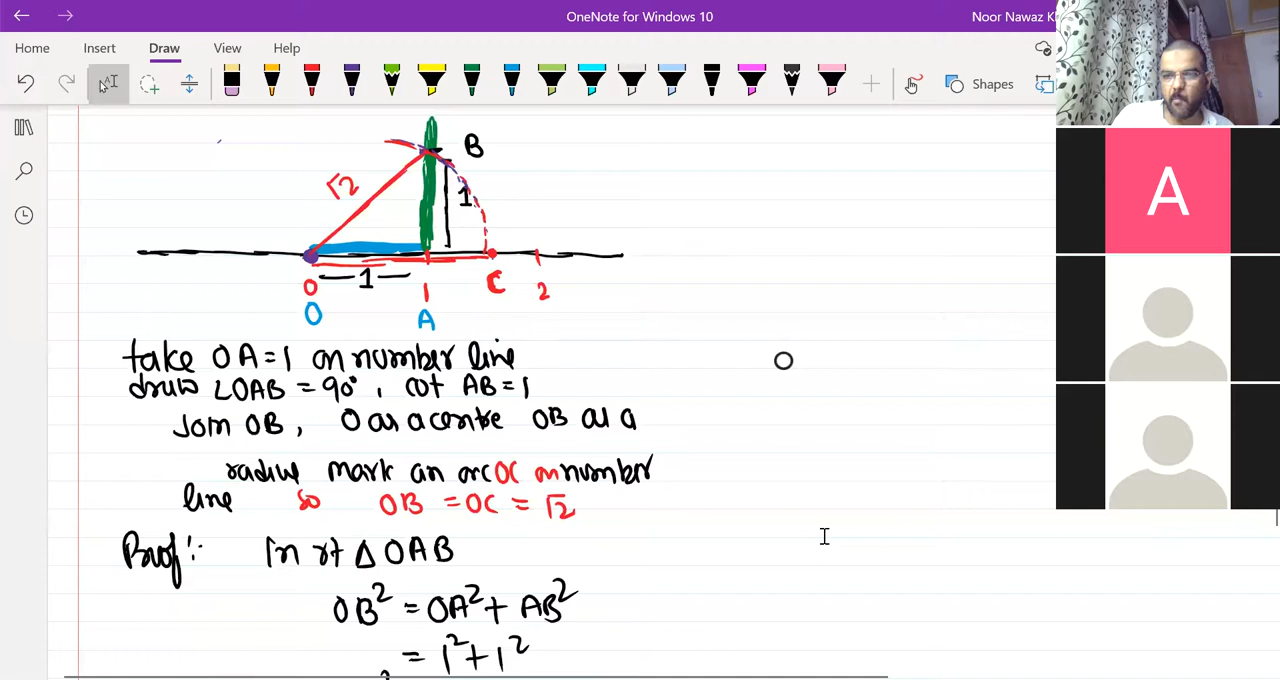 OneNote for Windows 10
Noor Nawaz K
Home Insert Draw View Help
Shapes
B
√2
1
1
0 1 C 2
O A
take OA = 1 on number line
draw ∠OAB = 90°, cut AB = 1
Join OB, O as a centre OB as a
radius mark an arc OC on number
line so OB = OC = √2
Proof:- In rt Δ OAB
OB² = OA² + AB²
= 1² + 1²
2
A